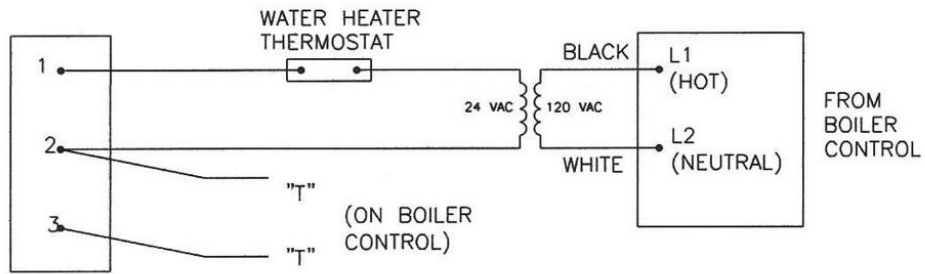 WATER HEATER
THERMOSTAT
1
BLACK
L1
(HOT)
24 VAC
120 VAC
FROM
BOILER
CONTROL
2
L2
(NEUTRAL)
WHITE
"T"
(ON BOILER
CONTROL)
3
"T"